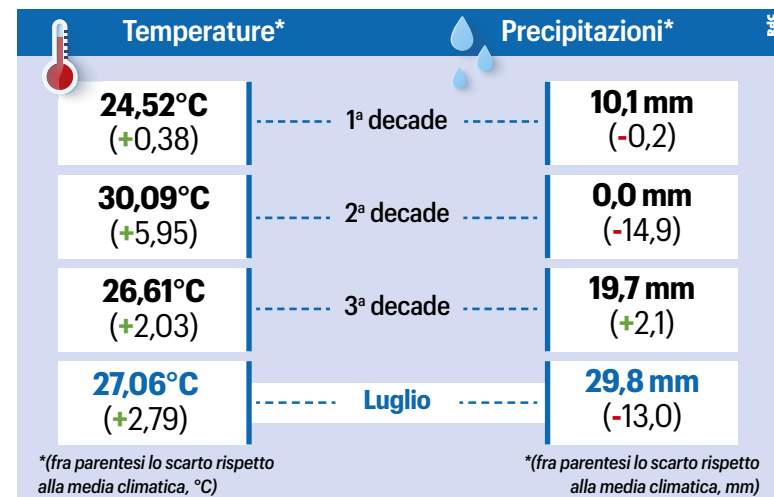 Temperature*
Precipitazioni*
RdC
24,52°C
(+0,38)
1ª decade
10,1 mm
(-0,2)
30,09°C
(+5,95)
2ª decade
0,0 mm
(-14,9)
26,61°C
(+2,03)
3ª decade
19,7 mm
(+2,1)
27,06°C
(+2,79)
Luglio
29,8 mm
(-13,0)
*(fra parentesi lo scarto rispetto
alla media climatica, °C)
*(fra parentesi lo scarto rispetto
alla media climatica, mm)